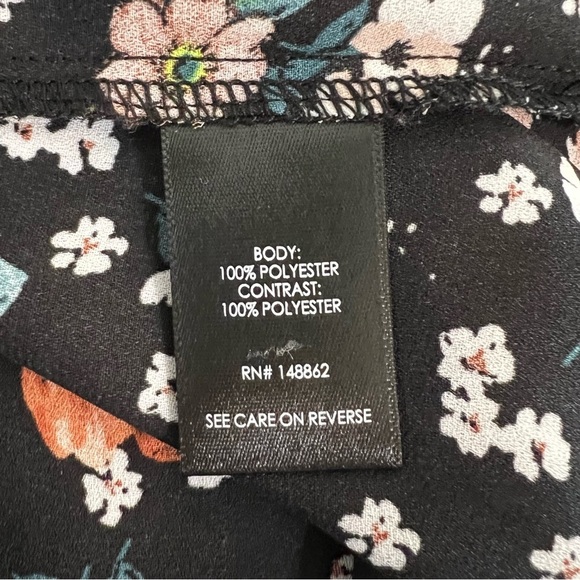 BODY:
100% POLYESTER
CONTRAST:
100% POLYESTER
RN# 148862
SEE CARE ON REVERSE